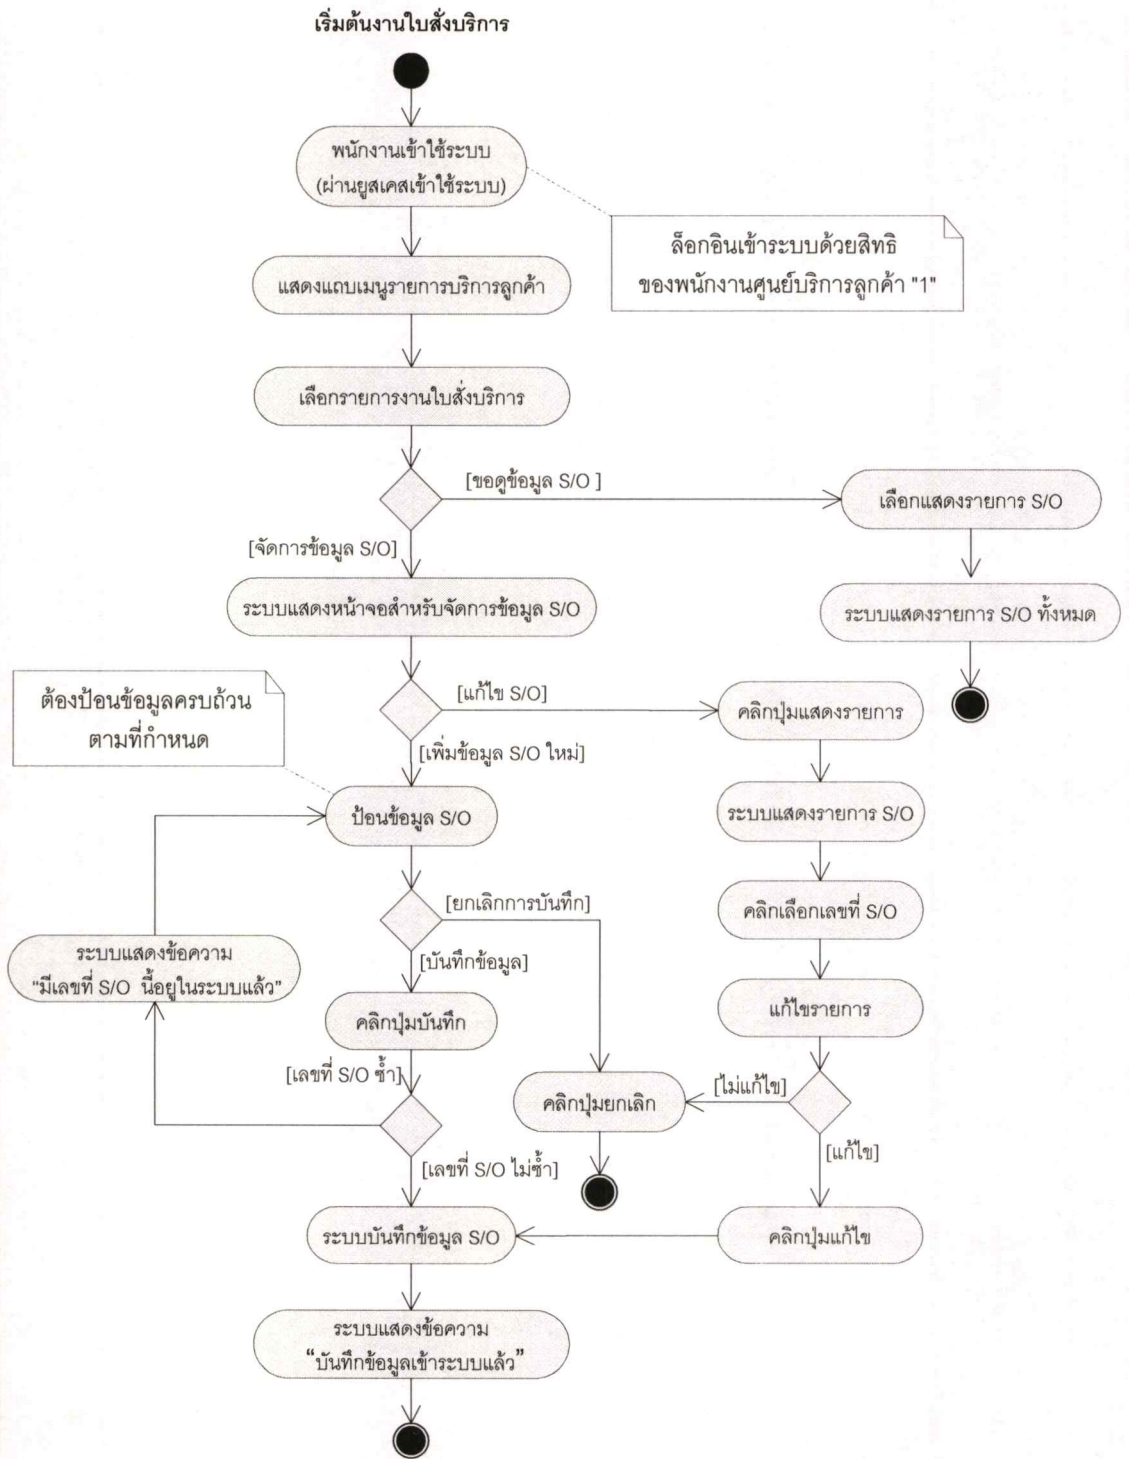 เริ่มต้นงานใบสั่งบริการ
พนักงานเข้าใช้ระบบ
(ผ่านยูสเคสเข้าใช้ระบบ)
ล็อกอินเข้าระบบด้วยสิทธิ
ของพนักงานศูนย์บริการลูกค้า "1"
แสดงแถบเมนูรายการบริการลูกค้า
เลือกรายการงานใบสั่งบริการ
[ขอดูข้อมูล S/O ]
เลือกแสดงรายการ S/O
[จัดการข้อมูล S/O]
ระบบแสดงหน้าจอสำหรับจัดการข้อมูล S/O
ระบบแสดงรายการ S/O ทั้งหมด
ต้องป้อนข้อมูลครบถ้วน
ตามที่กำหนด
[แก้ไข S/O]
คลิกปุ่มแสดงรายการ
[เพิ่มข้อมูล S/O ใหม่]
ป้อนข้อมูล S/O
ระบบแสดงรายการ S/O
[ยกเลิกการบันทึก]
คลิกเลือกเลขที่ S/O
ระบบแสดงข้อความ
"มีเลขที่ S/O นี้อยู่ในระบบแล้ว"
[บันทึกข้อมูล]
คลิกปุ่มบันทึก
แก้ไขรายการ
[เลขที่ S/O ซ้ำ]
คลิกปุ่มยกเลิก
[ไม่แก้ไข]
[แก้ไข]
[เลขที่ S/O ไม่ซ้ำ]
ระบบบันทึกข้อมูล S/O
คลิกปุ่มแก้ไข
ระบบแสดงข้อความ
“บันทึกข้อมูลเข้าระบบแล้ว”